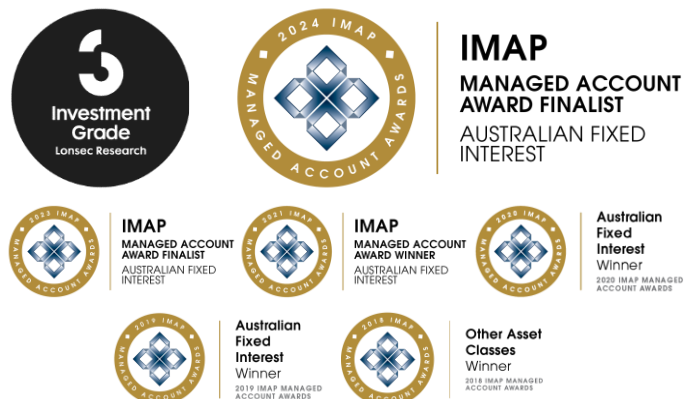 Investment
Grade
Lonsec Research
2024 IMAP
MANAGED ACCOUNT AWARDS
IMAP
MANAGED ACCOUNT
AWARD FINALIST
AUSTRALIAN FIXED
INTEREST
2023 IMAP
MANAGED ACCOUNT AWARDS
IMAP
MANAGED ACCOUNT
AWARD FINALIST
AUSTRALIAN FIXED
INTEREST
2021 IMAP
MANAGED ACCOUNT AWARDS
IMAP
MANAGED ACCOUNT
AWARD WINNER
AUSTRALIAN FIXED
INTEREST
2020 IMAP
MANAGED ACCOUNT AWARDS
Australian
Fixed
Interest
Winner
2020 IMAP MANAGED
ACCOUNT AWARDS
2019 IMAP
MANAGED ACCOUNT AWARDS
Australian
Fixed
Interest
Winner
2019 IMAP MANAGED
ACCOUNT AWARDS
2018 IMAP
MANAGED ACCOUNT AWARDS
Other Asset
Classes
Winner
2018 IMAP MANAGED
ACCOUNT AWARDS